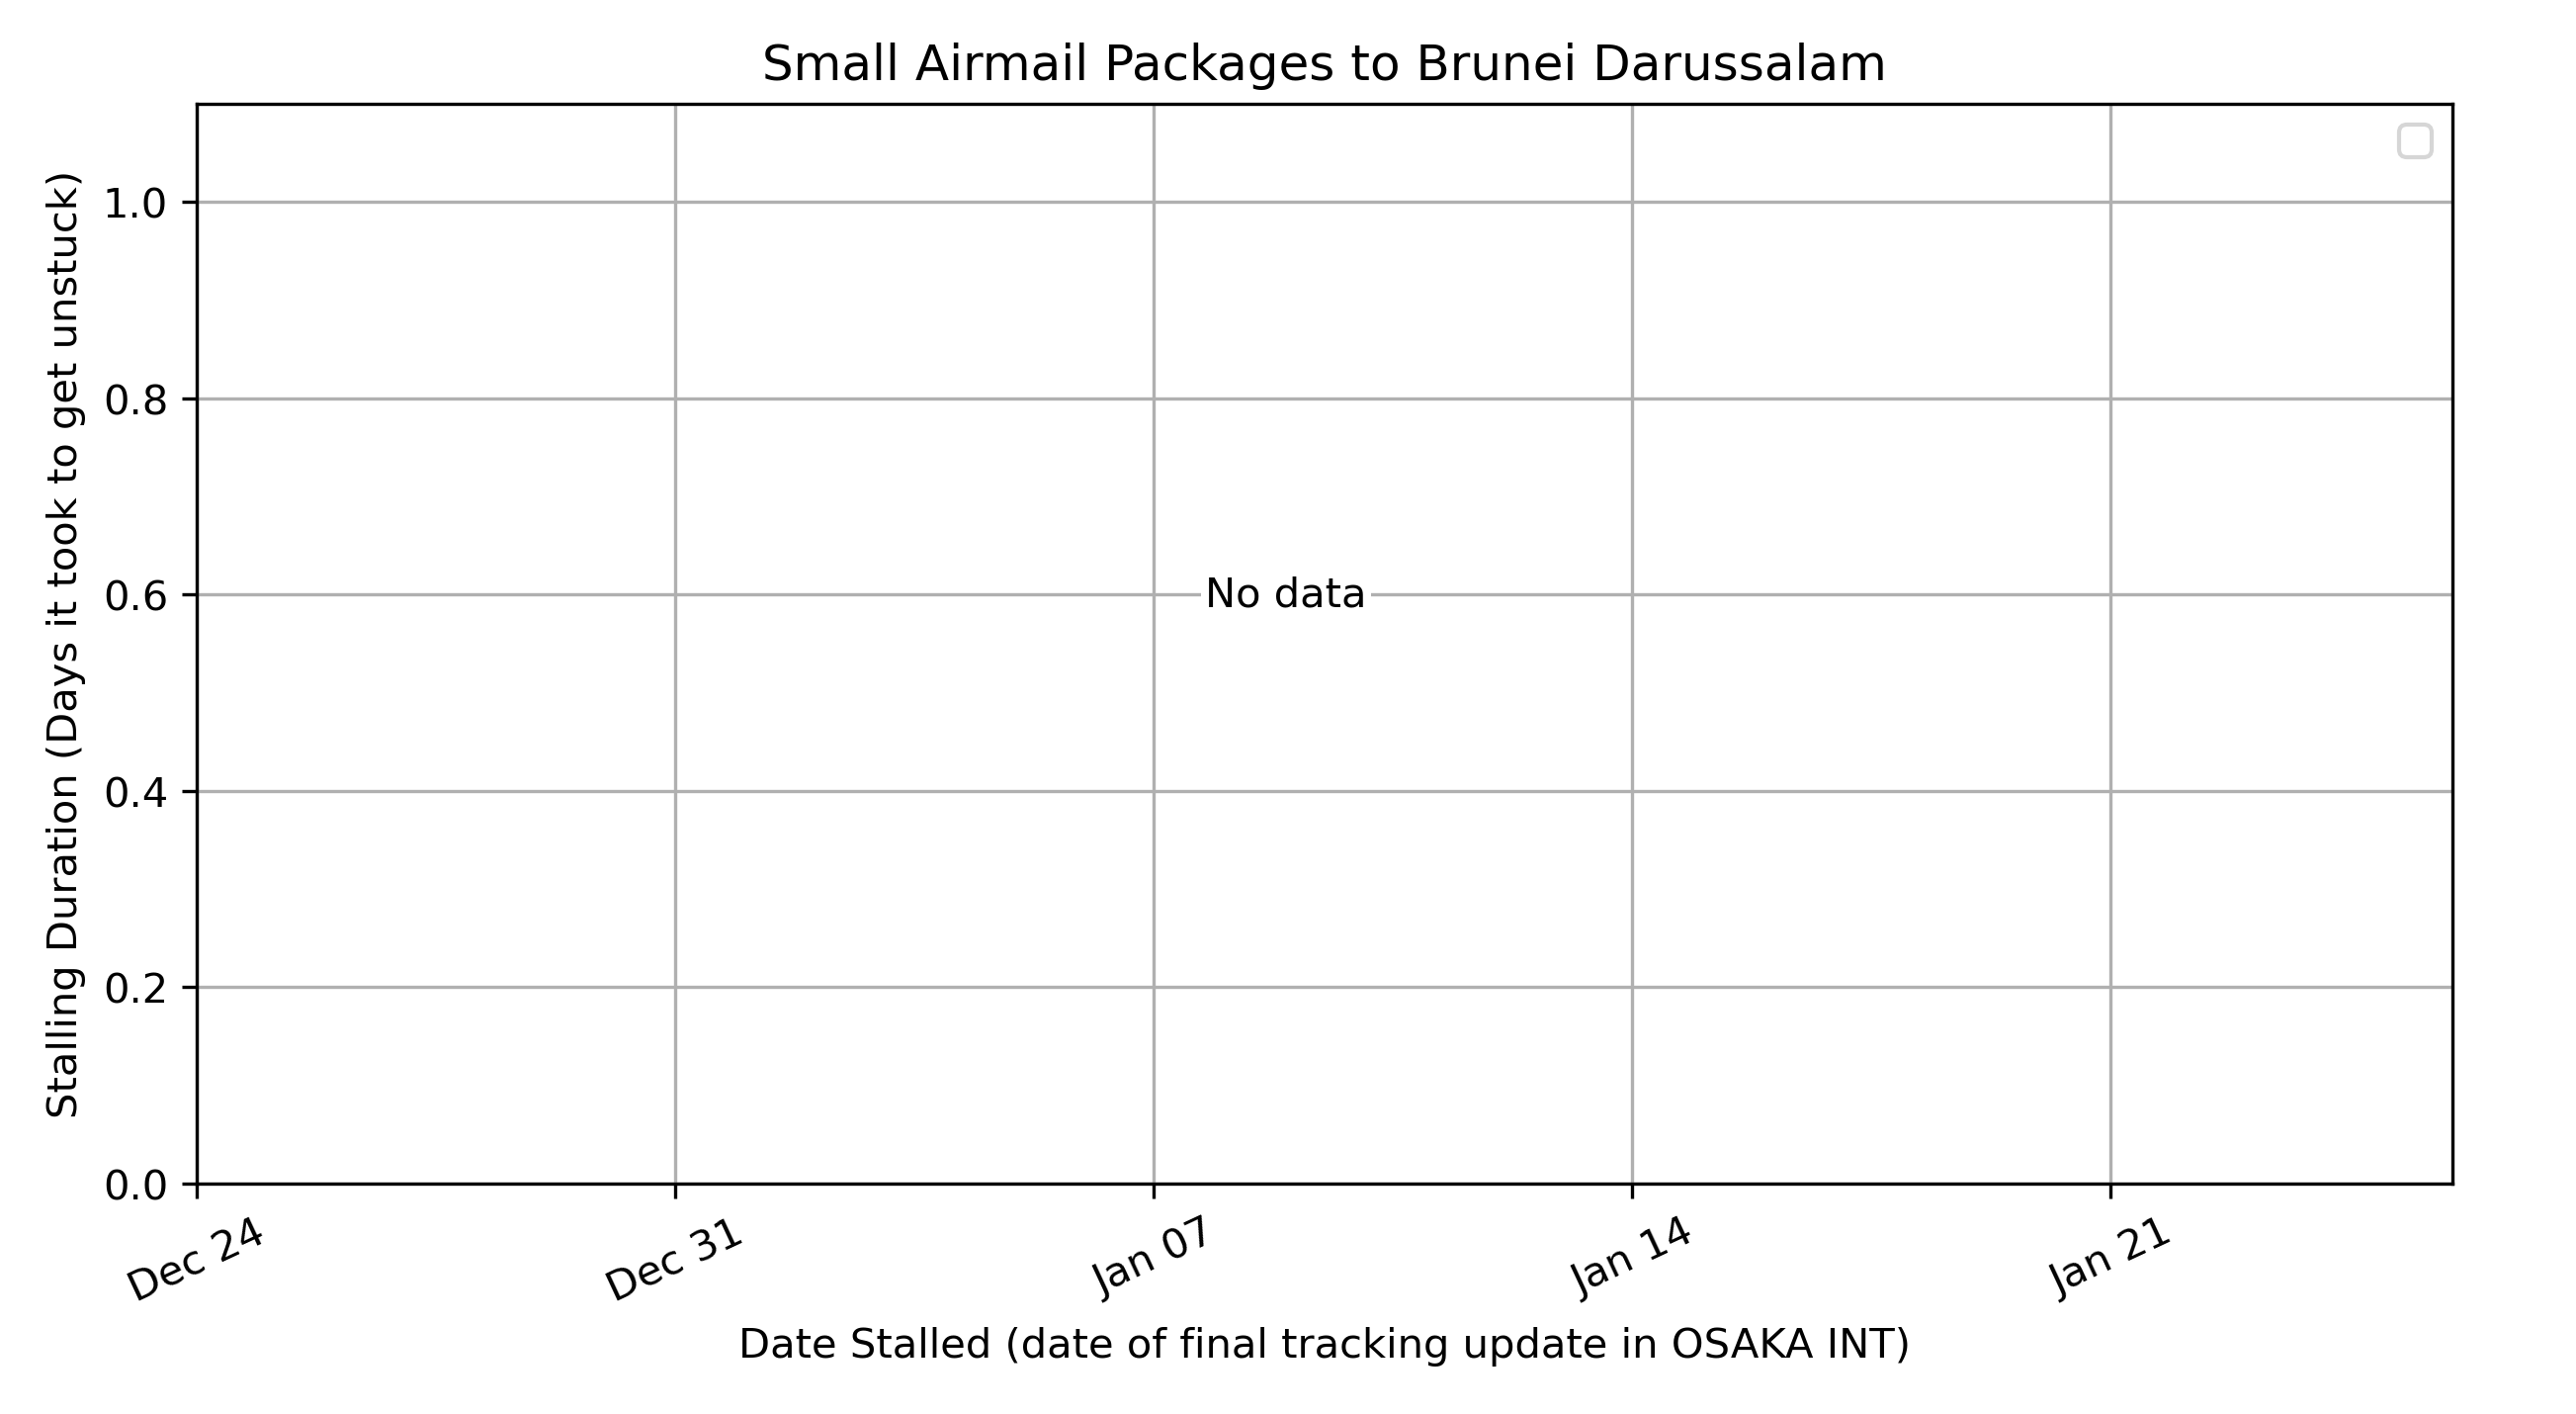 Small Airmail Packages to Brunei Darussalam
Stalling Duration (Days it took to get unstuck)
1.0
0.8
0.6
0.4
0.2
0.0
No data
Dec 24
Dec 31
Jan 07
Jan 14
Jan 21
Date Stalled (date of final tracking update in OSAKA INT)